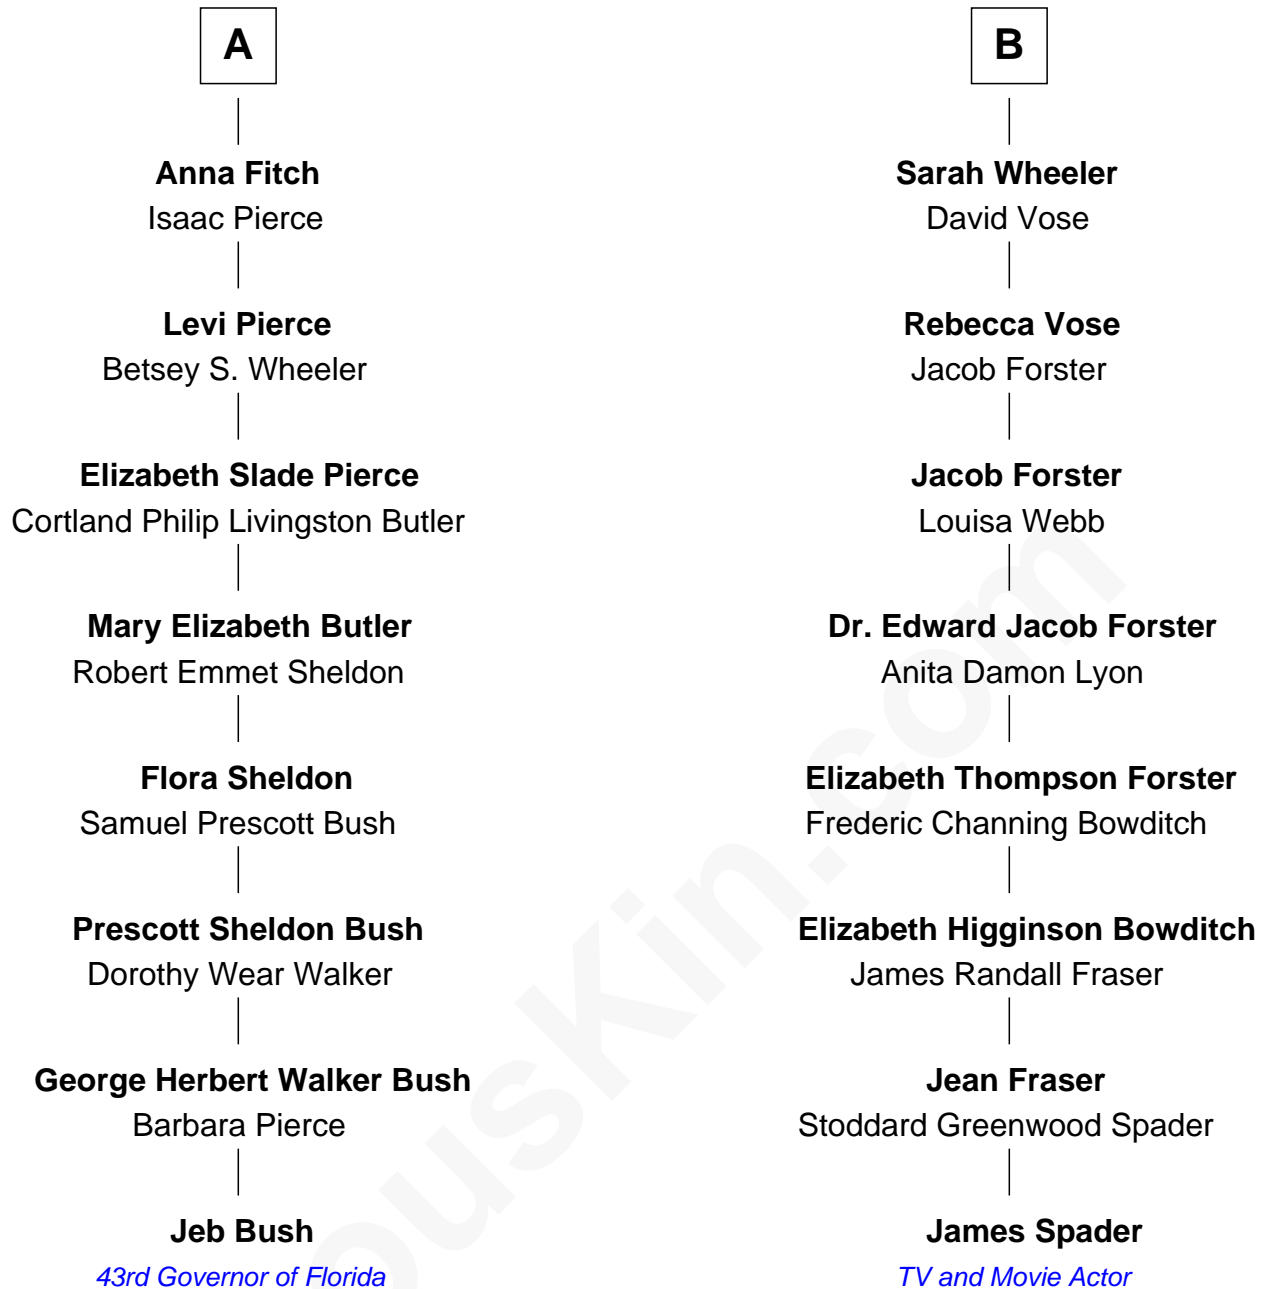 A
Anna Fitch
Isaac Pierce
Levi Pierce
Betsey S. Wheeler
Elizabeth Slade Pierce
Cortland Philip Livingston Butler
Mary Elizabeth Butler
Robert Emmet Sheldon
Flora Sheldon
Samuel Prescott Bush
Prescott Sheldon Bush
Dorothy Wear Walker
George Herbert Walker Bush
Barbara Pierce
Jeb Bush
43rd Governor of Florida
B
Sarah Wheeler
David Vose
Rebecca Vose
Jacob Forster
Jacob Forster
Louisa Webb
Dr. Edward Jacob Forster
Anita Damon Lyon
Elizabeth Thompson Forster
Frederic Channing Bowditch
Elizabeth Higginson Bowditch
James Randall Fraser
Jean Fraser
Stoddard Greenwood Spader
James Spader
TV and Movie Actor
ousKin.com